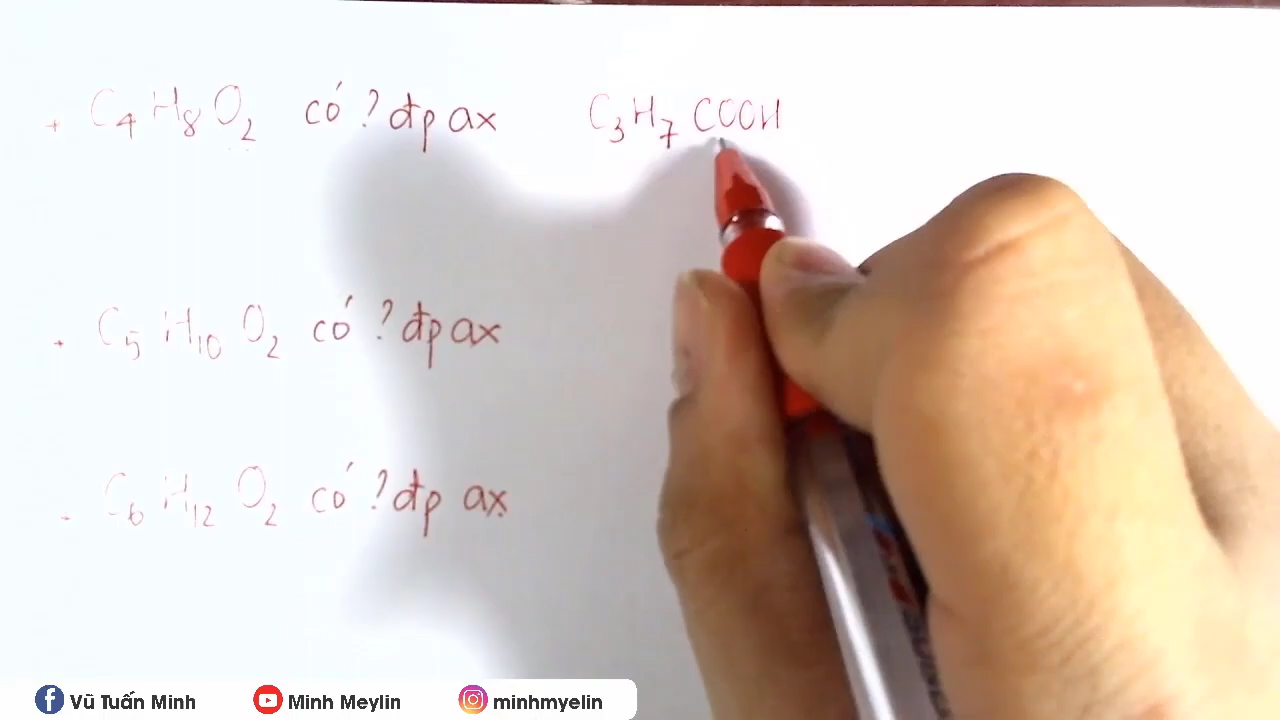 + C₄H₈O₂ có ? đp ax C₃H₇COOH
+ C₅H₁₀O₂ có ? đp ax
- C₆H₁₂O₂ có ? đp ax
Vũ Tuấn Minh Minh Meylin minhmyelin